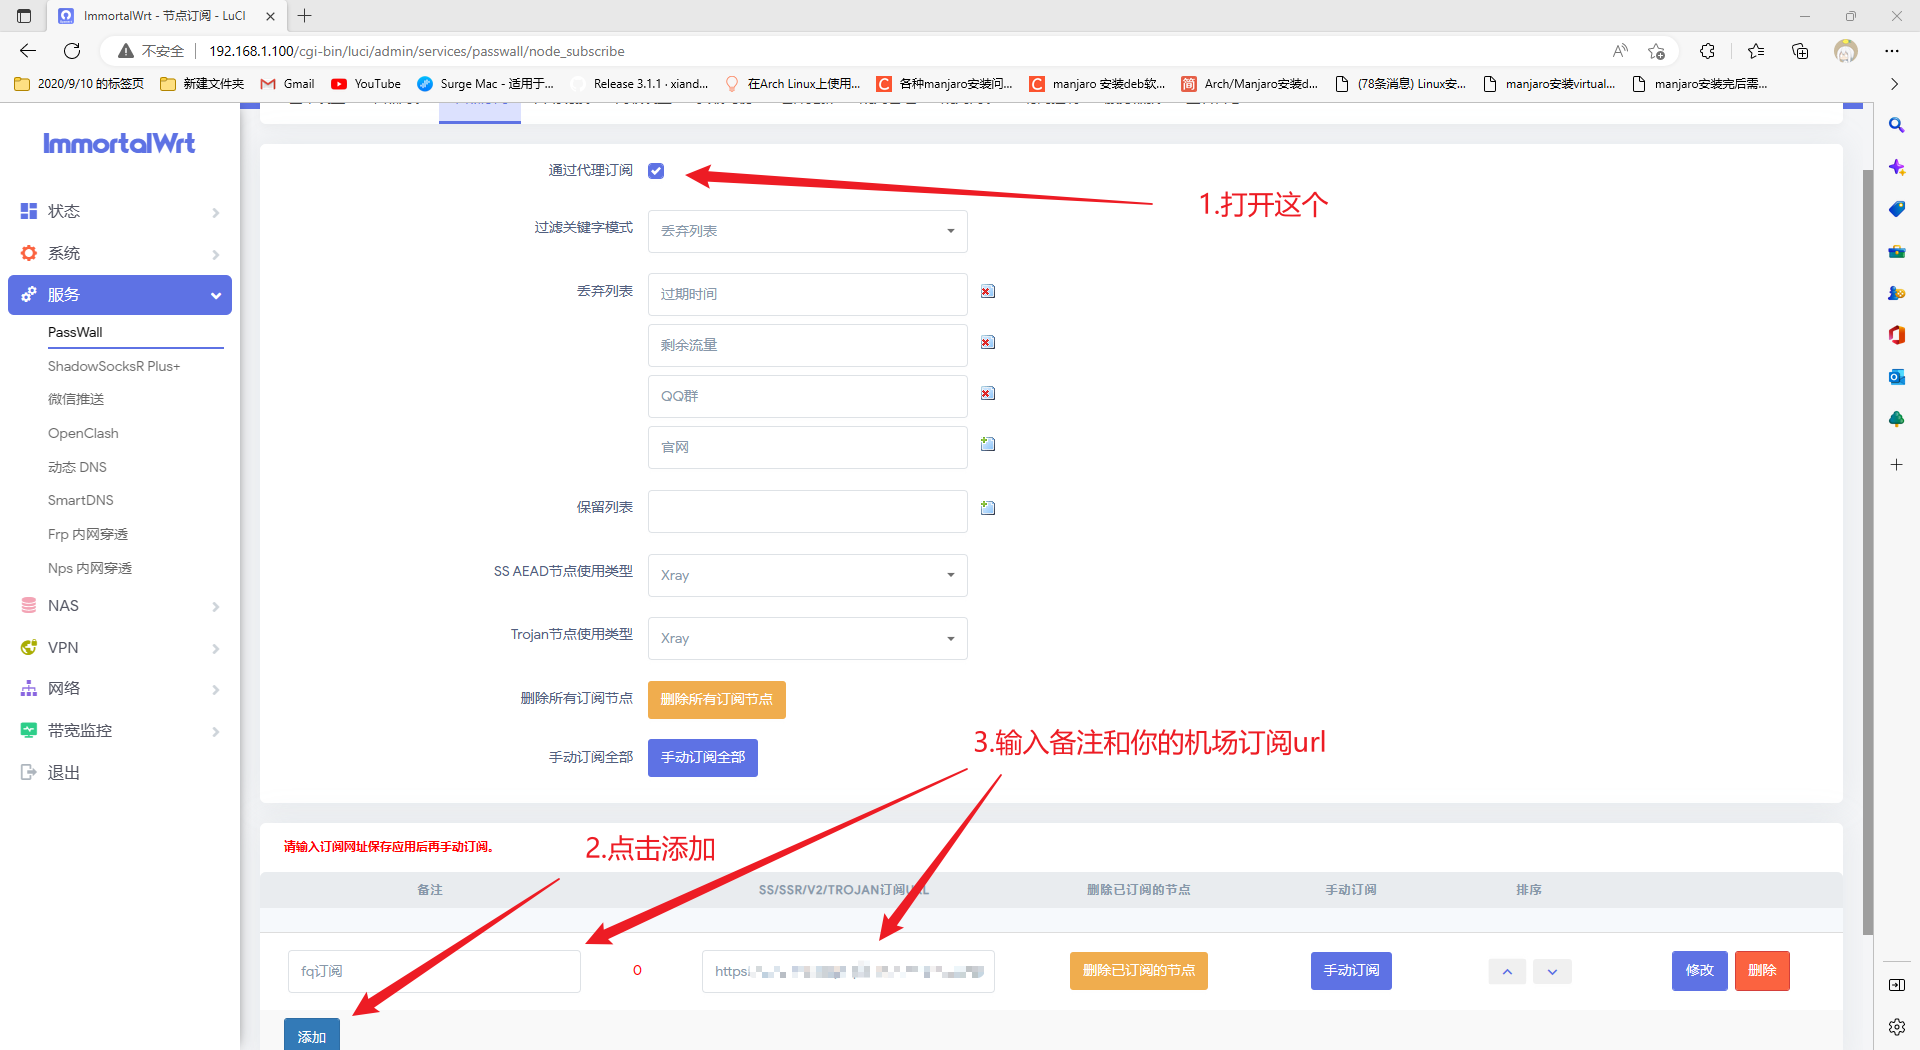 ImmortalWrt - 节点订阅 - LuCI
不安全
192.168.1.100/cgi-bin/luci/admin/services/passwall/node_subscribe
2020/9/10 的标签页
新建文件夹
Gmail
YouTube
Surge Mac - 适用于...
Release 3.1.1 · xiand...
在Arch Linux上使用...
各种manjaro安装问...
manjaro 安装deb软...
Arch/Manjaro安装d...
(78条消息) Linux安...
manjaro安装virtual...
manjaro安装完后需...
ImmortalWrt
状态
系统
服务
PassWall
ShadowSocksR Plus+
微信推送
OpenClash
动态 DNS
SmartDNS
Frp 内网穿透
Nps 内网穿透
NAS
VPN
网络
带宽监控
退出
通过代理订阅
1.打开这个
过滤关键字模式
丢弃列表
丢弃列表
过期时间
剩余流量
QQ群
官网
保留列表
SS AEAD节点使用类型
Xray
Trojan节点使用类型
Xray
删除所有订阅节点
删除所有订阅节点
手动订阅全部
手动订阅全部
3.输入备注和你的机场订阅url
请输入订阅网址保存应用后再手动订阅。
2.点击添加
备注
SS/SSR/V2/TROJAN订阅URL
删除已订阅的节点
手动订阅
排序
fq订阅
0
https:
删除已订阅的节点
手动订阅
修改
删除
添加